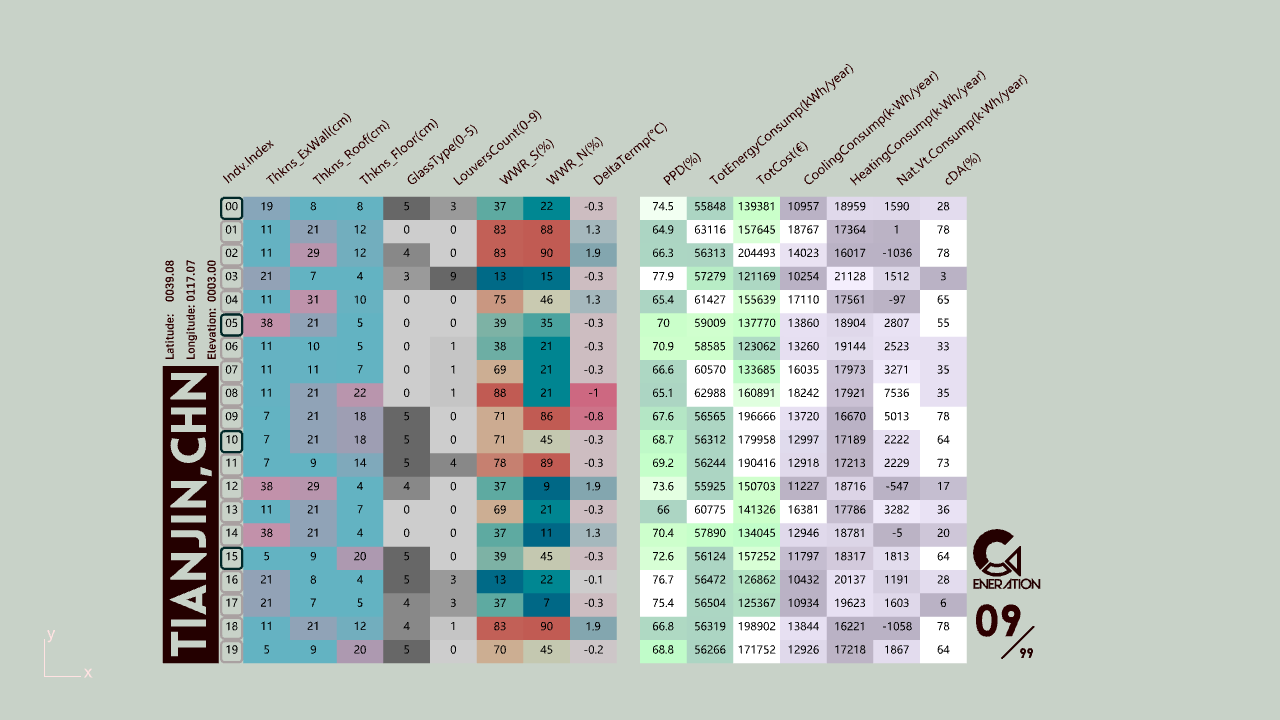 Indv.Index Thkns_ExWall(cm) Thkns_Roof(cm) Thkns_Floor(cm) GlassType(0-5) LouversCount(0-9) WWR_S(%) WWR_N(%) DeltaTermp(°C) PPD(%) TotEnergyConsump(kWh/year) TotCost(€) CoolingConsump(k·Wh/year) HeatingConsump(k·Wh/year) Nat.Vt.Consump(k·Wh/year) cDA(%)
00 19 8 8 5 3 37 22 -0.3 74.5 55848 139381 10957 18959 1590 28
01 11 21 12 0 0 83 88 1.3 64.9 63116 157645 18767 17364 1 78
02 11 29 12 4 0 83 90 1.9 66.3 56313 204493 14023 16017 -1036 78
03 21 7 4 3 9 13 15 -0.3 77.9 57279 121169 10254 21128 1512 3
04 11 31 10 0 0 75 46 1.3 65.4 61427 155639 17110 17561 -97 65
05 38 21 5 0 0 39 35 -0.3 70 59009 137770 13860 18904 2807 55
06 11 10 5 0 1 38 21 -0.3 70.9 58585 123062 13260 19144 2523 33
07 11 11 7 0 1 69 21 -0.3 66.6 60570 133685 16035 17973 3271 35
08 11 21 22 0 1 88 21 -1 65.1 62988 160891 18242 17921 7536 35
09 7 21 18 5 0 71 86 -0.8 67.6 56565 196666 13720 16670 5013 78
10 7 21 18 5 0 71 45 -0.3 68.7 56312 179958 12997 17189 2222 64
11 7 9 14 5 4 78 89 -0.3 69.2 56244 190416 12918 17213 2229 73
12 38 29 4 4 0 37 9 1.9 73.6 55925 150703 11227 18716 -547 17
13 11 21 7 0 0 69 21 -0.3 66 60775 141326 16381 17786 3282 36
14 38 21 4 0 0 37 11 1.3 70.4 57890 134045 12946 18781 -5 20
15 5 9 20 5 0 39 45 -0.3 72.6 56124 157252 11797 18317 1813 64
16 21 8 4 5 3 13 22 -0.1 76.7 56472 126862 10432 20137 1191 28
17 21 7 5 4 3 37 7 -0.3 75.4 56504 125367 10934 19623 1603 6
18 11 21 12 4 1 83 90 1.9 66.8 56319 198902 13844 16221 -1058 78
19 5 9 20 5 0 70 45 -0.2 68.8 56266 171752 12926 17218 1867 64
Latitude: 0039.08
Longitude: 0117.07
Elevation: 0003.00
TIANJIN,CHN
G
ENERATION
09/99
y
x